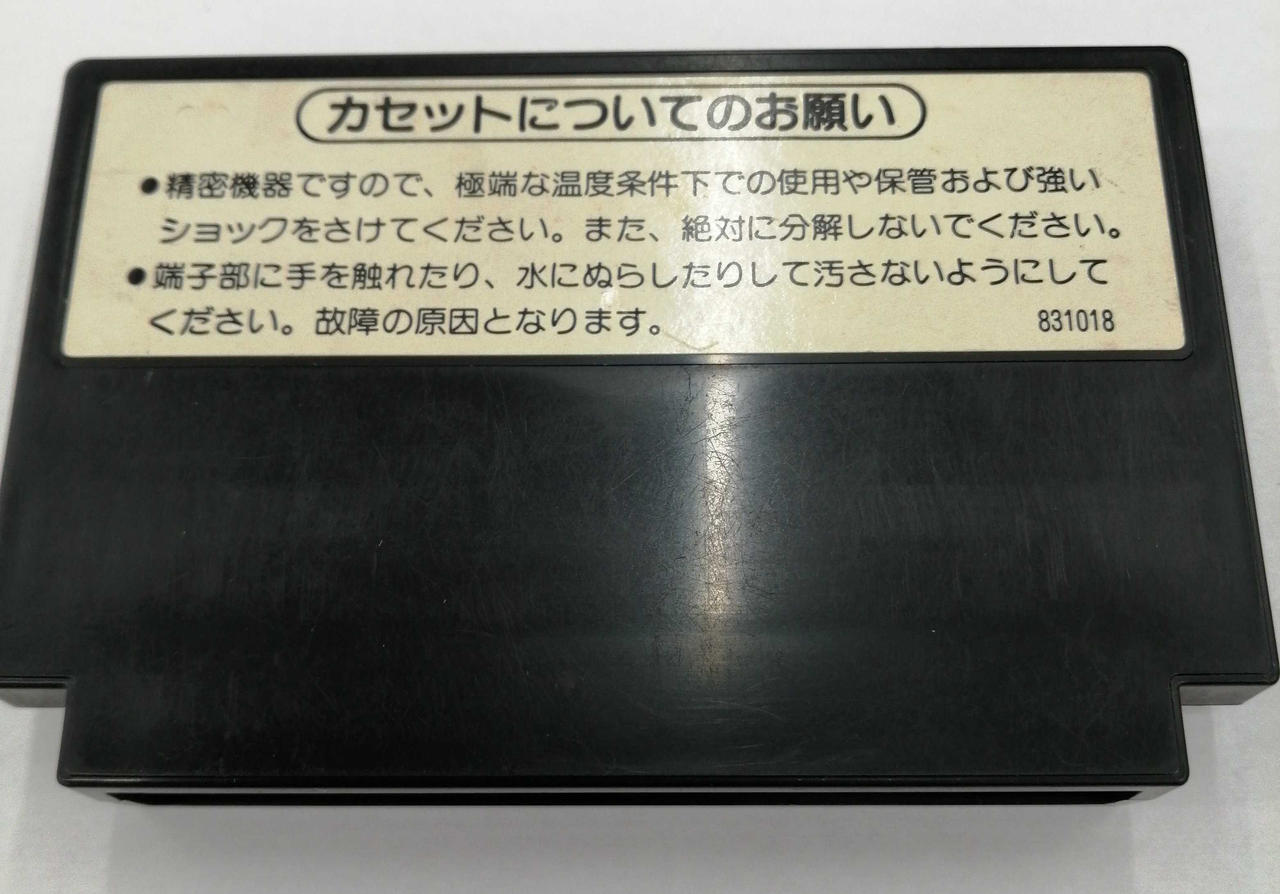 カセットについてのお願い
●精密機器ですので、極端な温度条件下での使用や保管および強い
ショックをさけてください。また、絶対に分解しないでください。
●端子部に手を触れたり、水にぬらしたりして汚さないようにして
ください。故障の原因となります。
831018